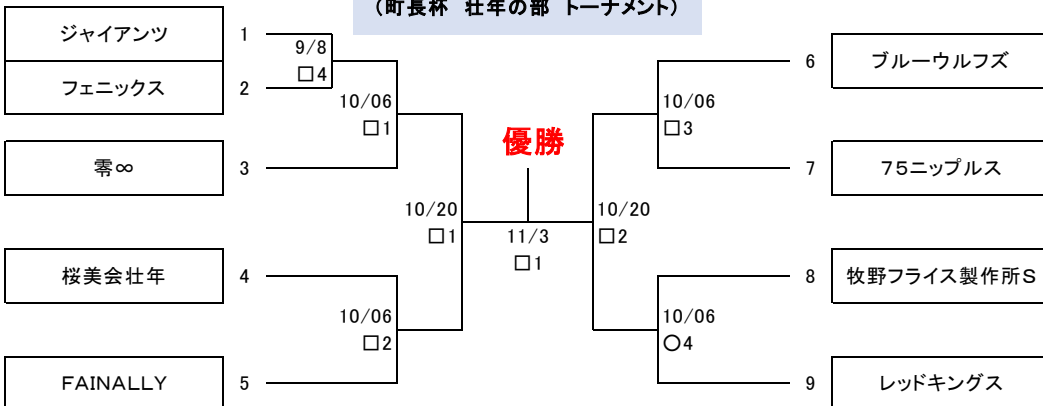 （町長杯 壮年の部 トーナメント）
ジャイアンツ
1
9/8
□4
フェニックス
2
10/06
□1
零∞
3
10/20
□1
桜美会壮年
4
10/06
□2
FAINALLY
5
優勝
11/3
□1
6
ブルーウルフズ
10/06
□3
7
75ニップルス
10/20
□2
8
牧野フライス製作所S
10/06
○4
9
レッドキングス